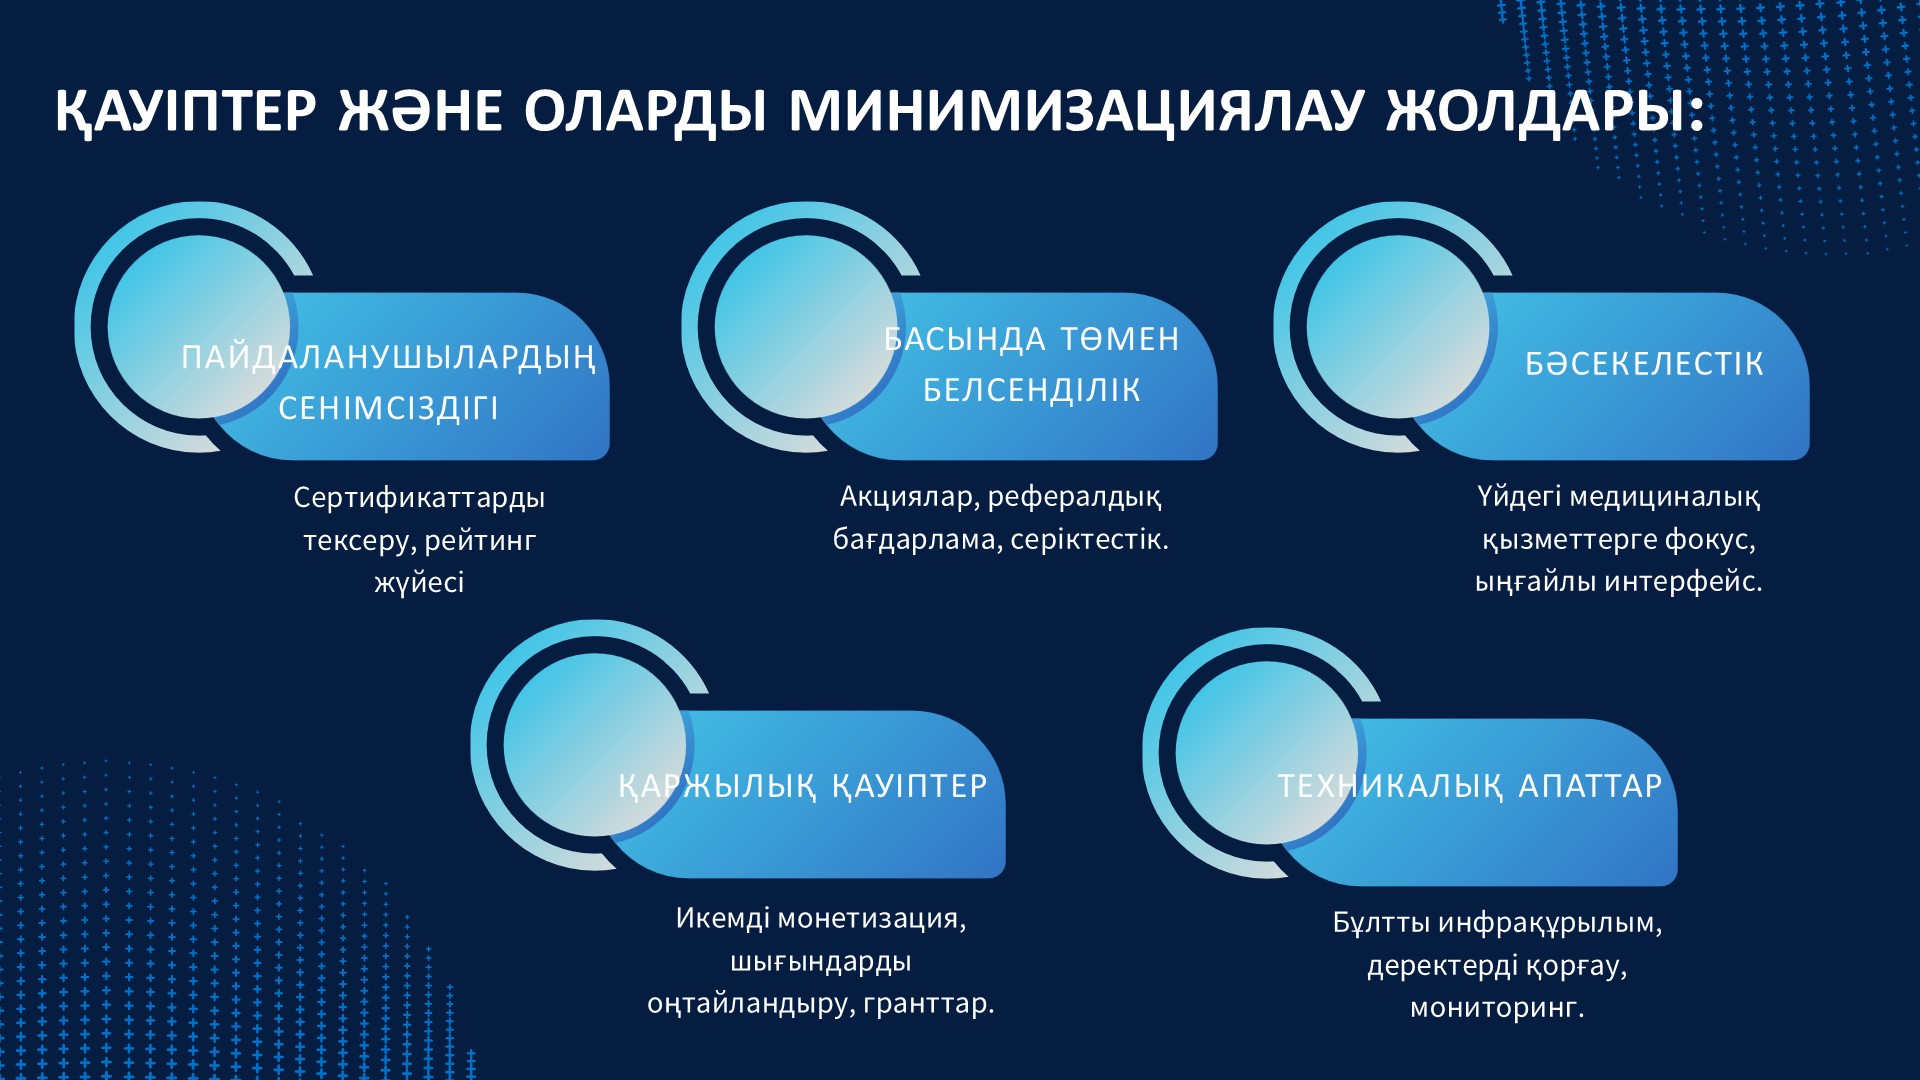 ҚАУІПТЕР ЖӘНЕ ОЛАРДЫ МИНИМИЗАЦИЯЛАУ ЖОЛДАРЫ:
ПАЙДАЛАНУШЫЛАРДЫҢ
СЕНІМСІЗДІГІ
Сертификаттарды
тексеру, рейтинг
жүйесі
БАСЫНДА ТӨМЕН
БЕЛСЕНДІЛІК
Акциялар, рефералдық
бағдарлама, серіктестік.
БӘСЕКЕЛЕСТІК
Үйдегі медициналық
қызметтерге фокус,
ыңғайлы интерфейс.
ҚАРЖЫЛЫҚ ҚАУІПТЕР
Икемді монетизация,
шығындарды
оңтайландыру, гранттар.
ТЕХНИКАЛЫҚ АПАТТАР
Бұлтты инфрақұрылым,
деректерді қорғау,
мониторинг.